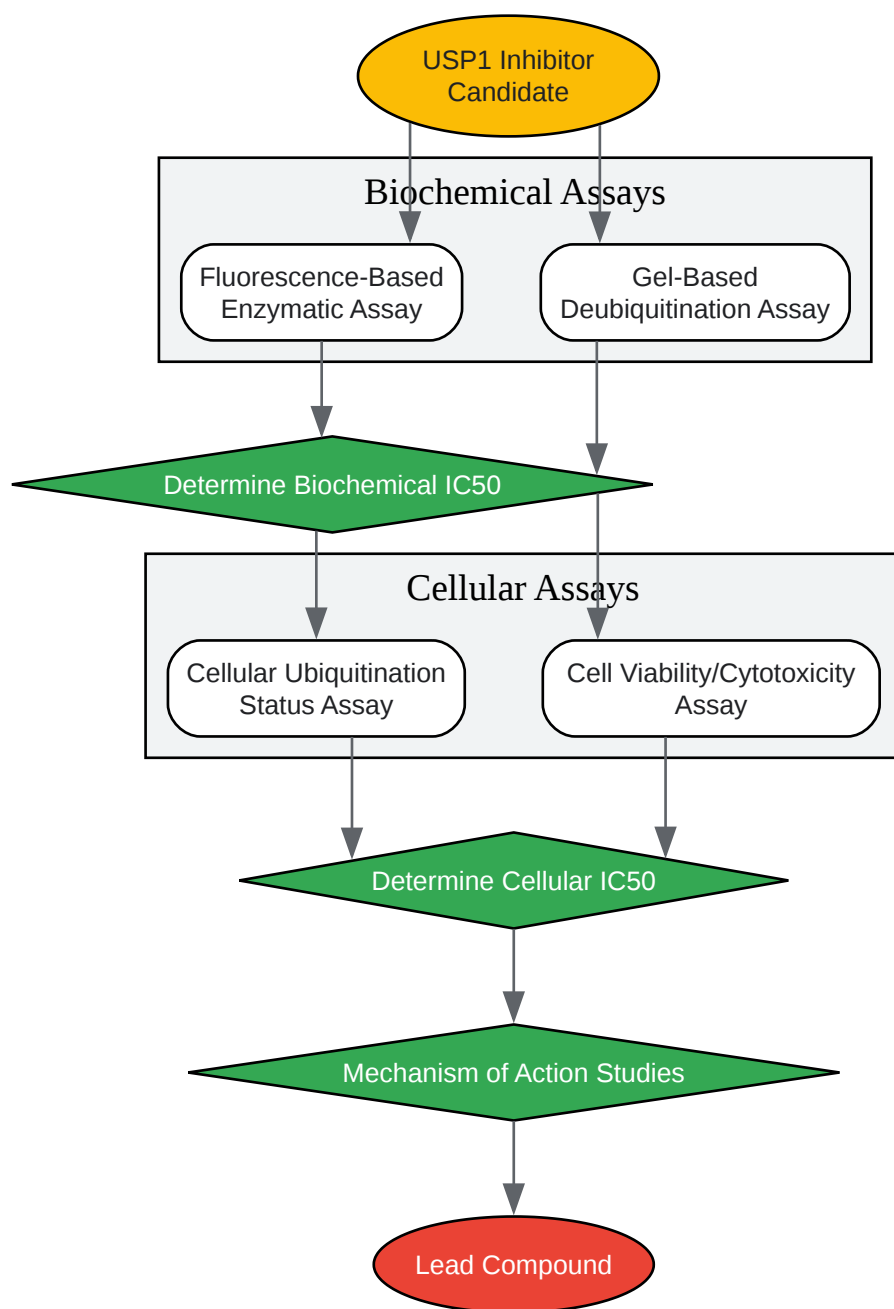 USP1 Inhibitor
Candidate
Biochemical Assays
Fluorescence-Based
Enzymatic Assay
Gel-Based
Deubiquitination Assay
Determine Biochemical IC50
Cellular Assays
Cellular Ubiquitination
Status Assay
Cell Viability/Cytotoxicity
Assay
Determine Cellular IC50
Mechanism of Action Studies
Lead Compound